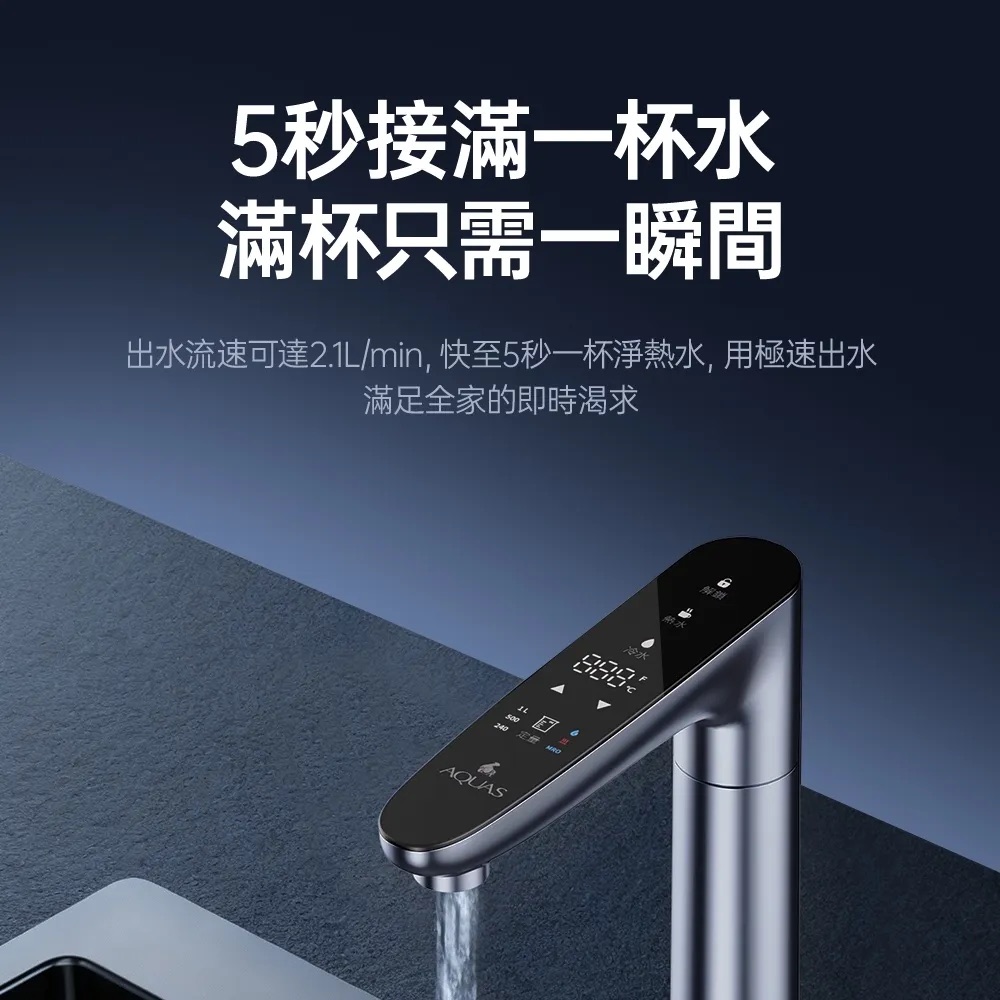 5秒接滿一杯水
滿杯只需一瞬間
出水流速可達2.1L/min, 快至5秒一杯淨熱水, 用極速出水
滿足全家的即時渴求
解鎖
熱水
冷水
888 °F °C
1L
500
240
定量
MRO
AQUAS